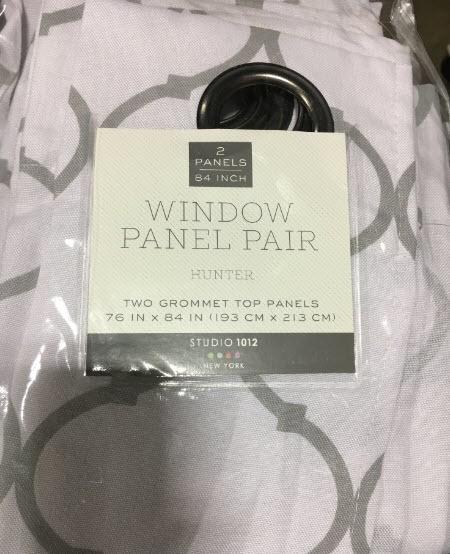 2
PANELS
84 INCH
WINDOW
PANEL PAIR
HUNTER
TWO GROMMET TOP PANELS
76 IN x 84 IN (193 CM x 213 CM)
STUDIO 1012
NEW YORK